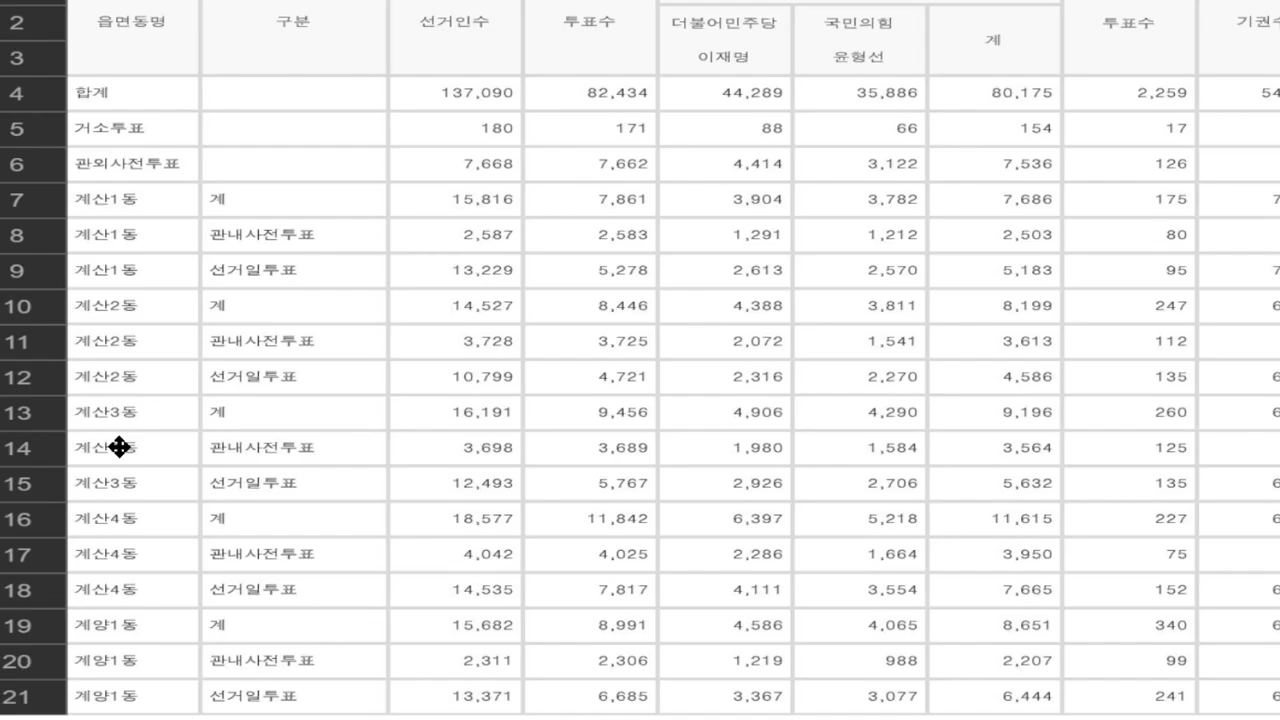 2 읍면동명 구분 선거인수 투표수 더불어민주당 국민의힘 계 투표수 기권수
3 이재명 윤형선
4 합계 137,090 82,434 44,289 35,886 80,175 2,259 54
5 거소투표 180 171 88 66 154 17
6 관외사전투표 7,668 7,662 4,414 3,122 7,536 126
7 계산1동 계 15,816 7,861 3,904 3,782 7,686 175 7
8 계산1동 관내사전투표 2,587 2,583 1,291 1,212 2,503 80
9 계산1동 선거일투표 13,229 5,278 2,613 2,570 5,183 95 7
10 계산2동 계 14,527 8,446 4,388 3,811 8,199 247 6
11 계산2동 관내사전투표 3,728 3,725 2,072 1,541 3,613 112
12 계산2동 선거일투표 10,799 4,721 2,316 2,270 4,586 135 6
13 계산3동 계 16,191 9,456 4,906 4,290 9,196 260 6
14 관내사전투표 3,698 3,689 1,980 1,584 3,564 125
15 계산3동 선거일투표 12,493 5,767 2,926 2,706 5,632 135 6
16 계산4동 계 18,577 11,842 6,397 5,218 11,615 227 6
17 계산4동 관내사전투표 4,042 4,025 2,286 1,664 3,950 75
18 계산4동 선거일투표 14,535 7,817 4,111 3,554 7,665 152 6
19 계양1동 계 15,682 8,991 4,586 4,065 8,651 340 6
20 계양1동 관내사전투표 2,311 2,306 1,219 988 2,207 99
21 계양1동 선거일투표 13,371 6,685 3,367 3,077 6,444 241 6